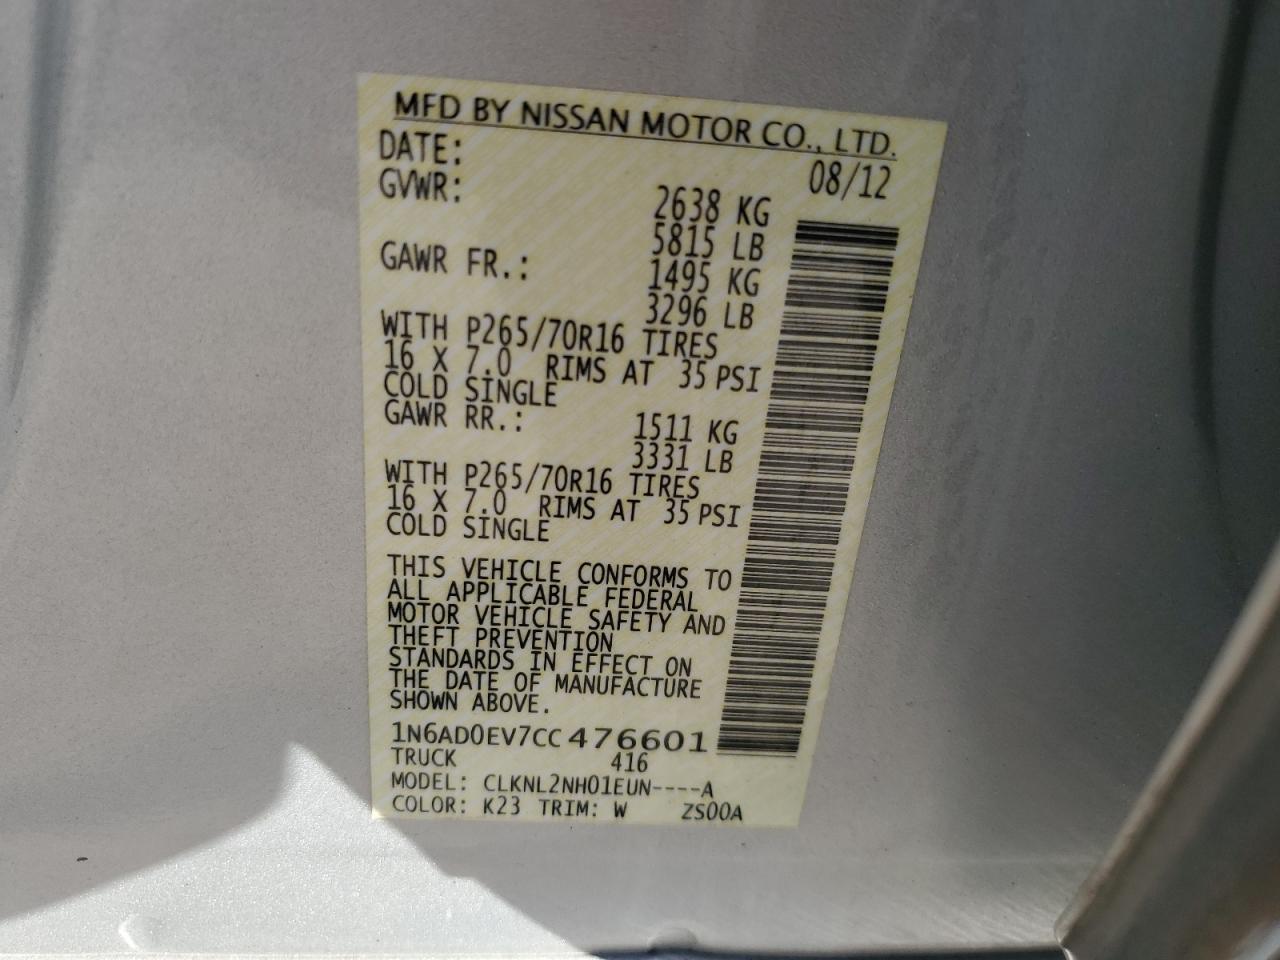 MFD BY NISSAN MOTOR CO., LTD.
DATE: 08/12
GVWR: 2638 KG
5815 LB
GAWR FR.: 1495 KG
3296 LB
WITH P265/70R16 TIRES
16 X 7.0 RIMS AT 35 PSI
COLD SINGLE
GAWR RR.: 1511 KG
3331 LB
WITH P265/70R16 TIRES
16 X 7.0 RIMS AT 35 PSI
COLD SINGLE
THIS VEHICLE CONFORMS TO
ALL APPLICABLE FEDERAL
MOTOR VEHICLE SAFETY AND
THEFT PREVENTION
STANDARDS IN EFFECT ON
THE DATE OF MANUFACTURE
SHOWN ABOVE.
1N6AD0EV7CC476601
TRUCK 416
MODEL: CLKNL2NH01EUN----A
COLOR: K23 TRIM: W ZS00A